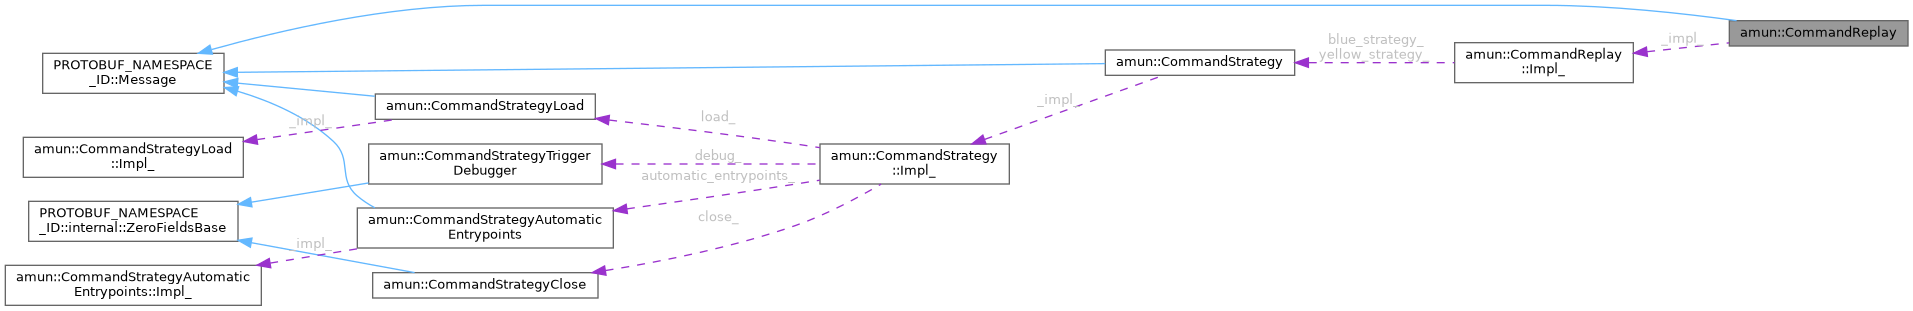 amun::CommandReplay
_impl_
amun::CommandReplay
::Impl_
blue_strategy_
yellow_strategy_
amun::CommandStrategy
_impl_
PROTOBUF_NAMESPACE
_ID::Message
amun::CommandStrategyLoad
_impl_
amun::CommandStrategyLoad
::Impl_
load_
debug_
automatic_entrypoints_
close_
amun::CommandStrategy
::Impl_
amun::CommandStrategyTrigger
Debugger
PROTOBUF_NAMESPACE
_ID::internal::ZeroFieldsBase
amun::CommandStrategyAutomatic
Entrypoints
_impl_
amun::CommandStrategyAutomatic
Entrypoints::Impl_
amun::CommandStrategyClose